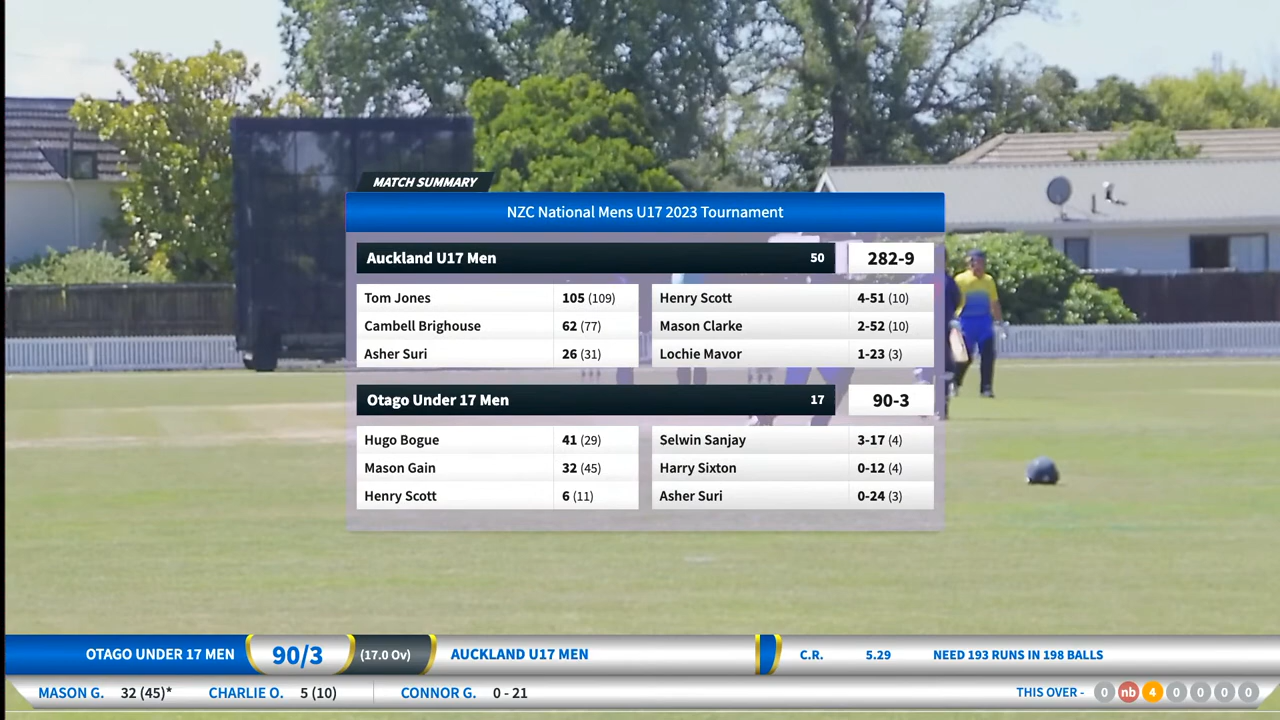 MATCH SUMMARY
NZC National Mens U17 2023 Tournament
Auckland U17 Men 50 282-9
Tom Jones 105 (109) Henry Scott 4-51 (10)
Cambell Brighouse 62 (77) Mason Clarke 2-52 (10)
Asher Suri 26 (31) Lochie Mavor 1-23 (3)
Otago Under 17 Men 17 90-3
Hugo Bogue 41 (29) Selwin Sanjay 3-17 (4)
Mason Gain 32 (45) Harry Sixton 0-12 (4)
Henry Scott 6 (11) Asher Suri 0-24 (3)
OTAGO UNDER 17 MEN 90/3 (17.0 Ov) AUCKLAND U17 MEN C.R. 5.29 NEED 193 RUNS IN 198 BALLS
MASON G. 32 (45)* CHARLIE O. 5 (10) CONNOR G. 0 - 21 THIS OVER - 0 nb 4 0 0 0 0